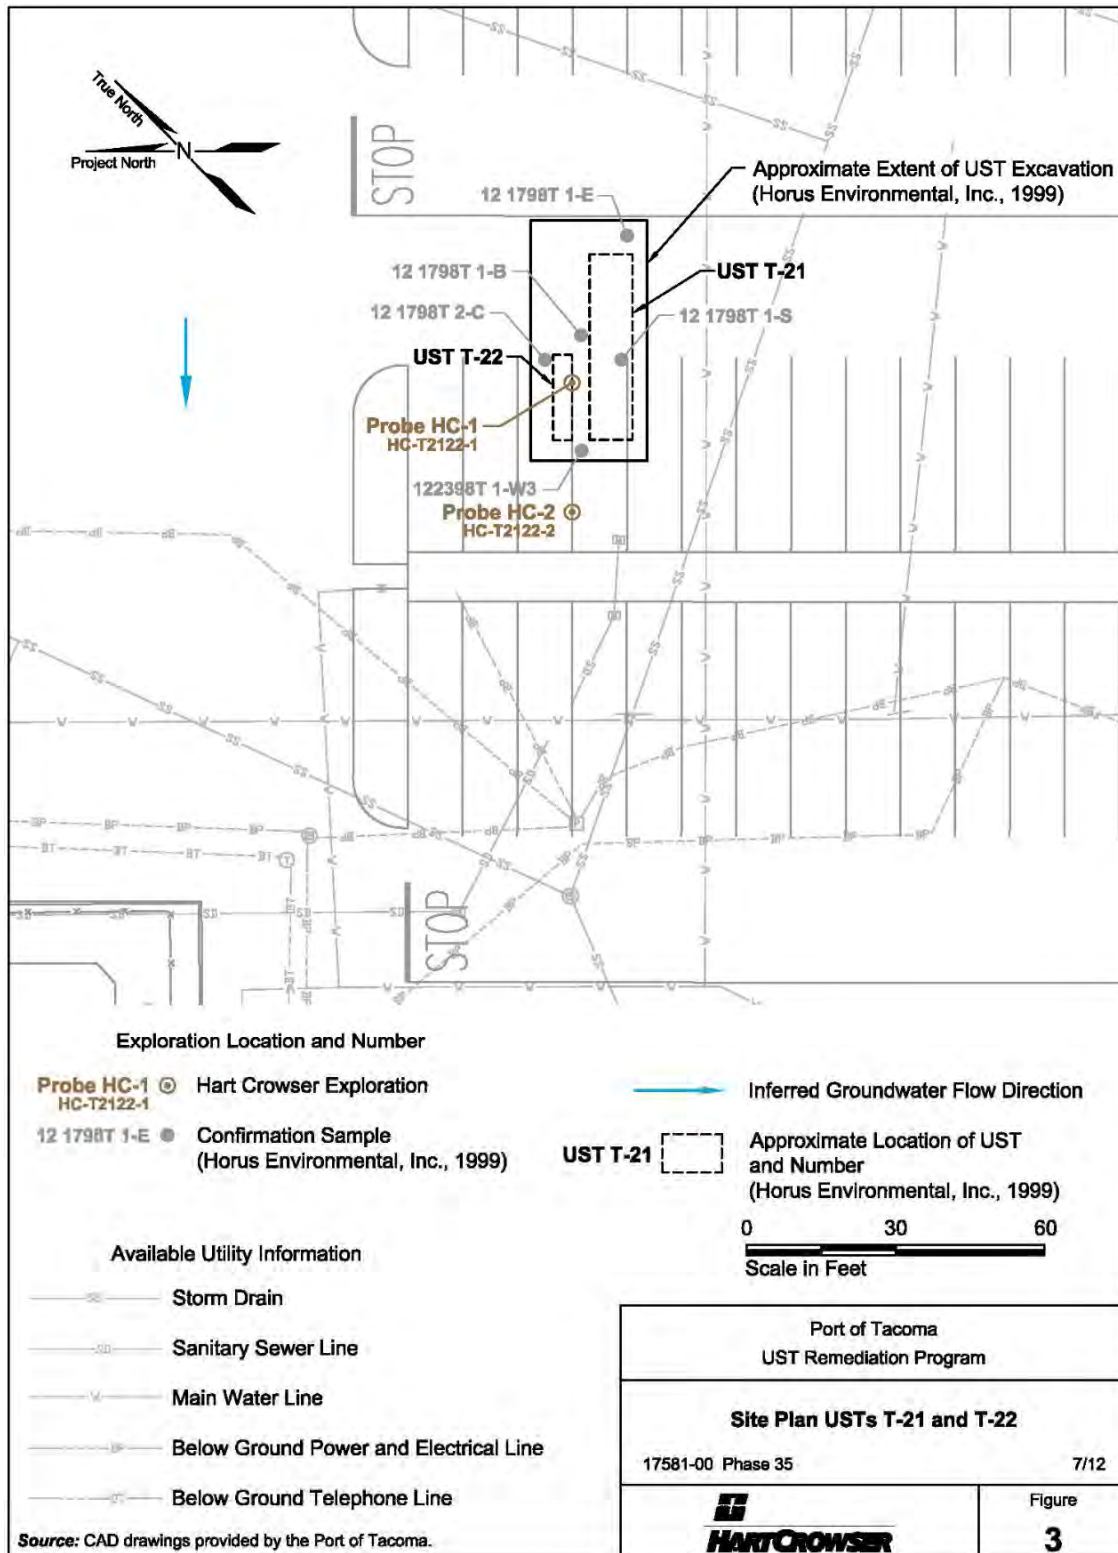 True North
Project North
N
STOP
12 1798T 1-E
Approximate Extent of UST Excavation
(Horus Environmental, Inc., 1999)
12 1798T 1-B
UST T-21
12 1798T 2-C
12 1798T 1-S
UST T-22
Probe HC-1
HC-T2122-1
122398T 1-W3
Probe HC-2
HC-T2122-2
STOP
Exploration Location and Number
Probe HC-1
HC-T2122-1
Hart Crowser Exploration
12 1798T 1-E
Confirmation Sample
(Horus Environmental, Inc., 1999)
Inferred Groundwater Flow Direction
UST T-21
Approximate Location of UST
and Number
(Horus Environmental, Inc., 1999)
0 30 60
Scale in Feet
Available Utility Information
Storm Drain
Sanitary Sewer Line
Main Water Line
Below Ground Power and Electrical Line
Below Ground Telephone Line
Source: CAD drawings provided by the Port of Tacoma.
Port of Tacoma
UST Remediation Program
Site Plan USTs T-21 and T-22
17581-00 Phase 35
7/12
HARTCROWSER
Figure
3